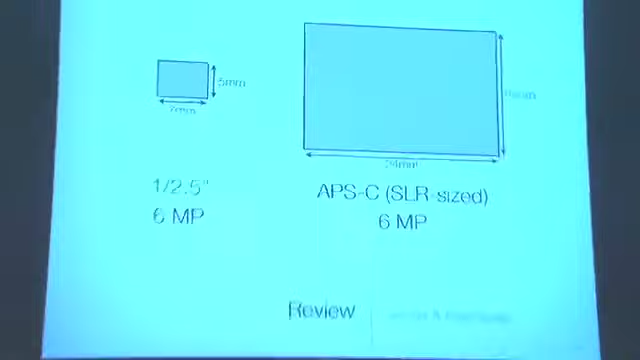 5mm
7mm
24mm
1/2.5"
6 MP
APS-C (SLR-sized)
6 MP
Review